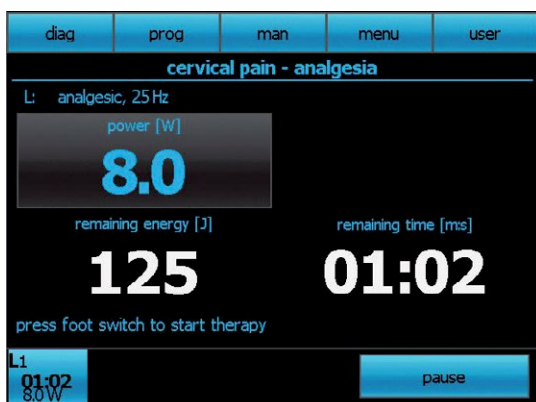 diag prog man menu user
cervical pain - analgesia
L: analgesic, 25 Hz
power [W]
8.0
remaining energy [J] remaining time [m:s]
125 01:02
press foot switch to start therapy
L1
01:02
8.0 W
pause